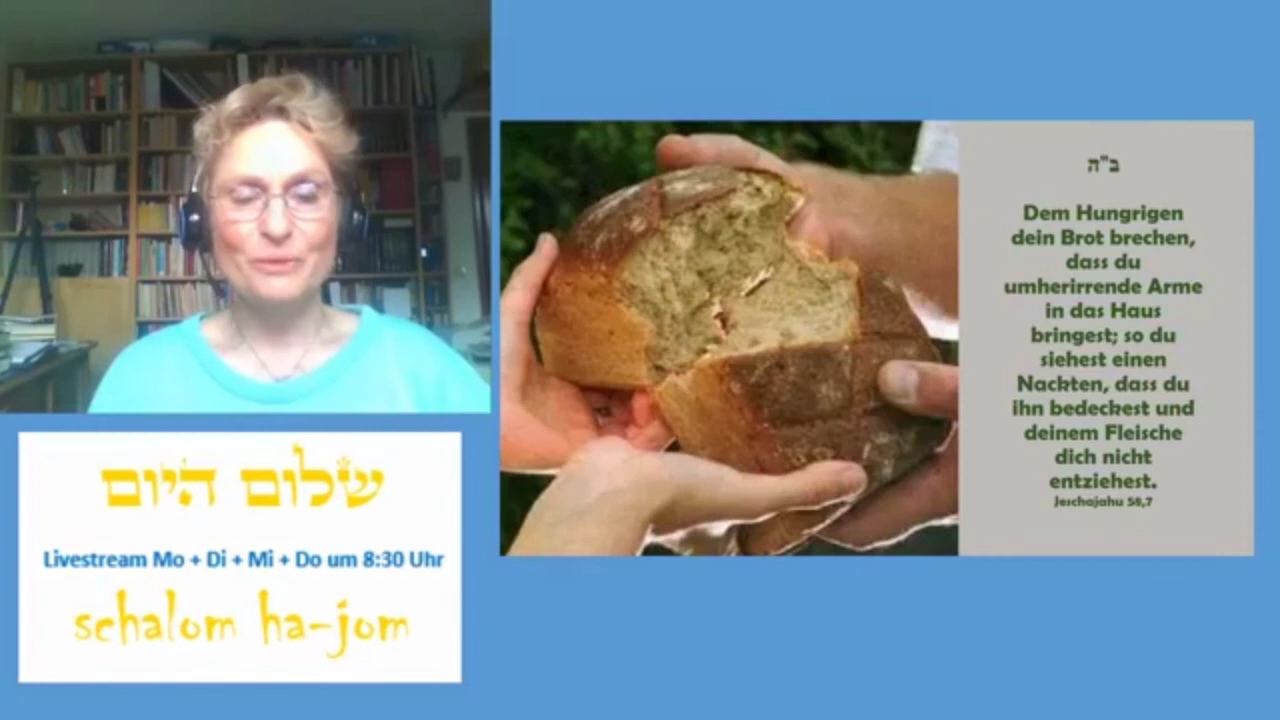 שלום היום
Livestream Mo + Di + Mi + Do um 8:30 Uhr
schalom ha-jom
ב"ה
Dem Hungrigen
dein Brot brechen,
dass du
umherirrende Arme
in das Haus
bringest; so du
siehest einen
Nackten, dass du
ihn bedeckest und
deinem Fleische
dich nicht
entziehest.
Jeschajahu 58,7